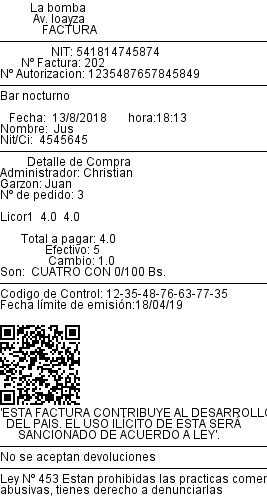 La bomba
Av. loayza
FACTURA
NIT: 541814745874
Nº Factura: 202
Nº Autorizacion: 1235487657845849
Bar nocturno
Fecha: 13/8/2018 hora:18:13
Nombre: Jus
Nit/Ci: 4545645
Detalle de Compra
Administrador: Christian
Garzon: Juan
Nº de pedido: 3
Licor1 4.0 4.0
Total a pagar: 4.0
Efectivo: 5
Cambio: 1.0
Son: CUATRO CON 0/100 Bs.
Codigo de Control: 12-35-48-76-63-77-35
Fecha límite de emisión:18/04/19
'ESTA FACTURA CONTRIBUYE AL DESARROLLO
DEL PAIS. EL USO ILICITO DE ESTA SERÁ
SANCIONADO DE ACUERDO A LEY'.
No se aceptan devoluciones
Ley Nº 453 Estan prohibidas las practicas comer
abusivas, tienes derecho a denunciarlas